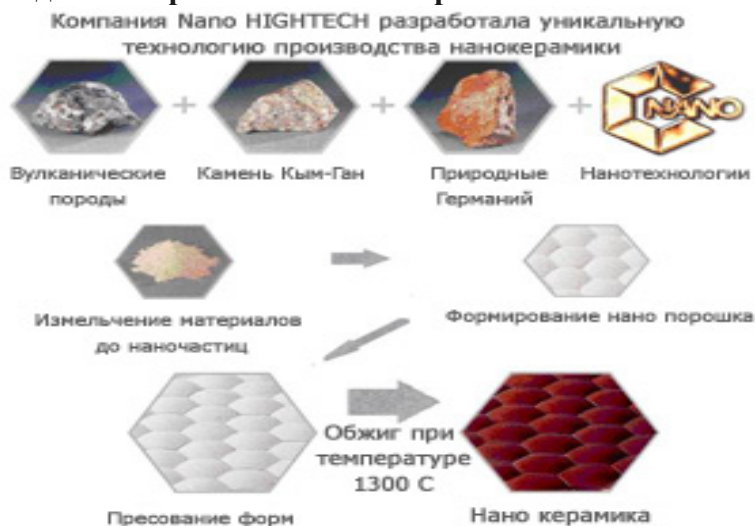 Компания Nano HIGHTECH разработала уникальную
технологию производства нанокерамики
NANO
Вулканические
породы
Камень Кым-Ган
Природные
Германий
Нанотехнологии
Измельчение материалов
до наночастиц
Формирование нано порошка
Обжиг при
температуре
1300 С
Пресование форм
Нано керамика